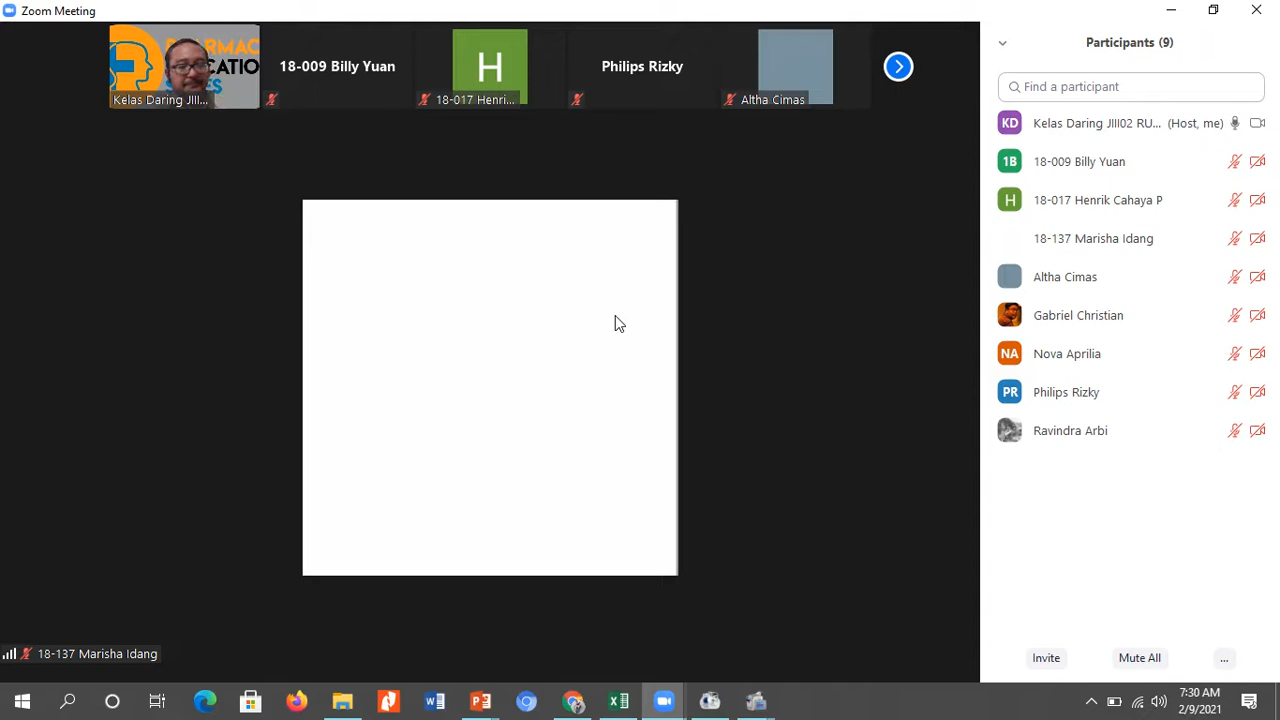 Zoom Meeting
Kelas Daring JIII...
18-009 Billy Yuan
H
18-017 Henri...
Philips Rizky
Altha Cimas
Participants (9)
Find a participant
KD Kelas Daring JIII02 RU... (Host, me)
1B 18-009 Billy Yuan
H 18-017 Henrik Cahaya P
18-137 Marisha Idang
Altha Cimas
Gabriel Christian
NA Nova Aprilia
PR Philips Rizky
Ravindra Arbi
18-137 Marisha Idang
Invite Mute All ...
7:30 AM
2/9/2021